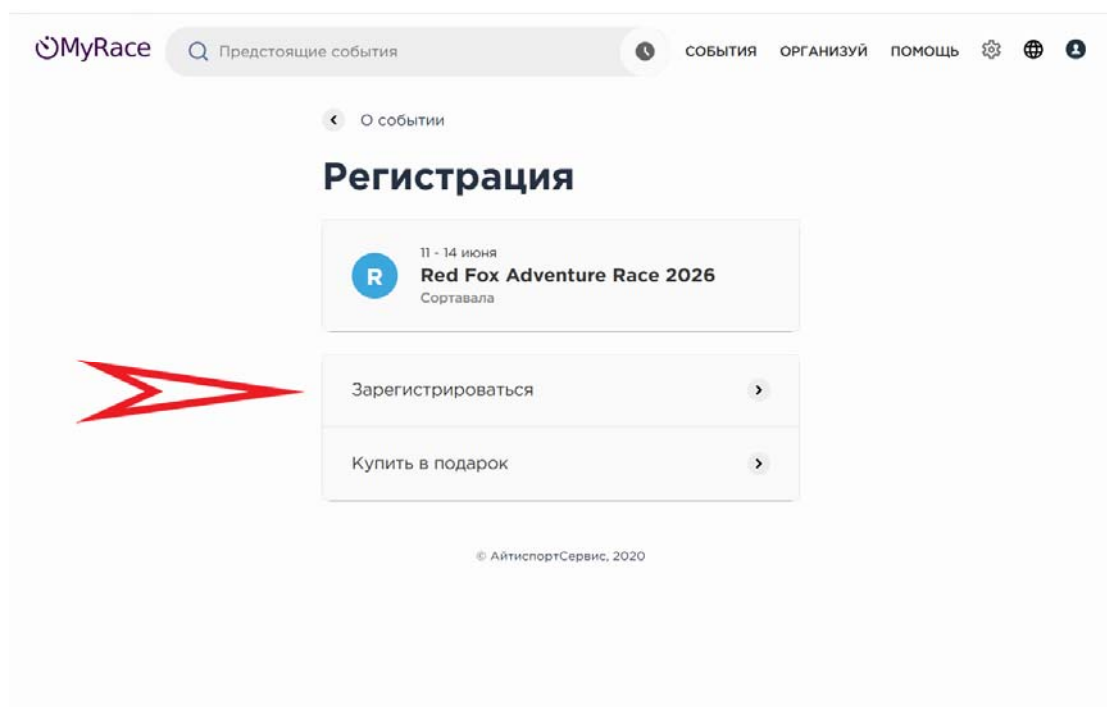 MyRace
Предстоящие события
СОБЫТИЯ ОРГАНИЗУЙ ПОМОЩЬ
О событии
Регистрация
R
11 - 14 июня
Red Fox Adventure Race 2026
Сортавала
Зарегистрироваться
Купить в подарок
© АйтиспортСервис, 2020